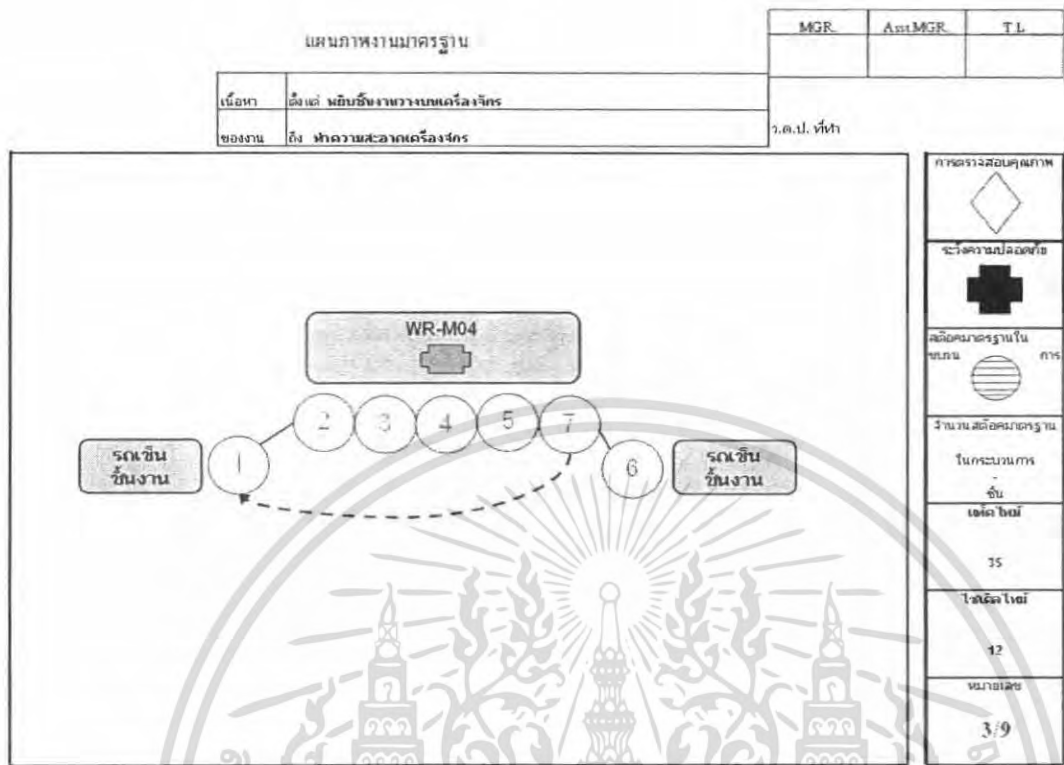 แผนภาพงานมาตรฐาน
MGR.
Asst.MGR.
T.L
เนื้อหา
ตั้งแต่ หยิบชิ้นงานวางบนเครื่องจักร
ของงาน
ถึง ทำความสะอาดเครื่องจักร
ว.ด.ป. ที่ทำ
การตรวจสอบคุณภาพ
ระวังความปลอดภัย
สต๊อคมาตรฐานใน
ขบวน การ
จำนวนสต๊อคมาตรฐาน
ในกระบวนการ
-
ชิ้น
แท็คไทม์
35
ไซเคิลไทม์
หมายเลข
3/9
WR-M04
รถเข็น
ชิ้นงาน
1
2
3
4
5
7
6
รถเข็น
ชิ้นงาน